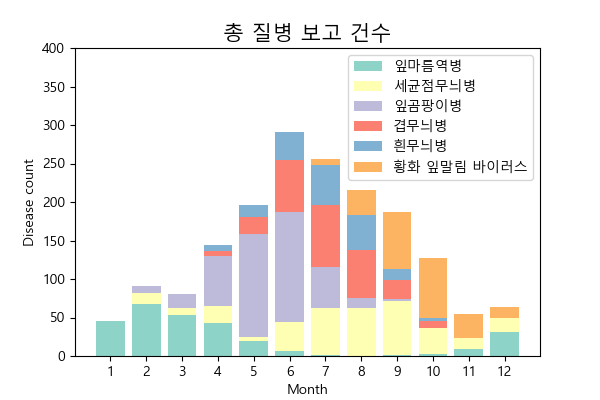 총 질병 보고 건수
잎마름역병
세균점무늬병
잎곰팡이병
겹무늬병
흰무늬병
황화 잎말림 바이러스
Disease count
400
350
300
250
200
150
100
50
0
1 2 3 4 5 6 7 8 9 10 11 12
Month